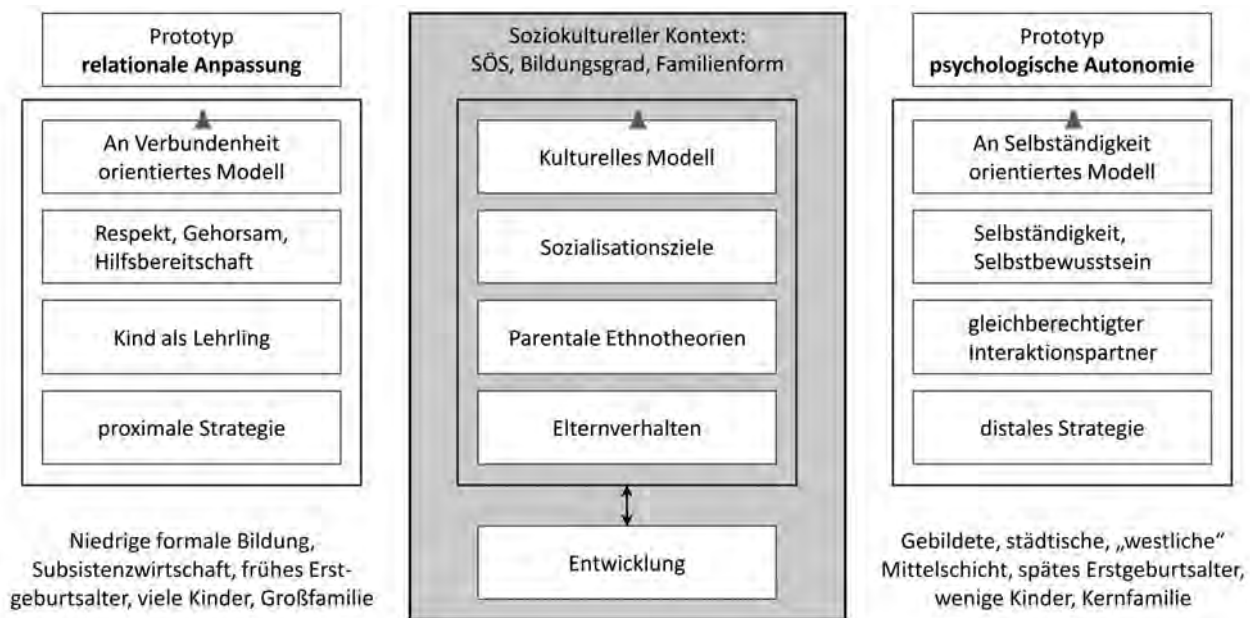 Prototyp
relationale Anpassung
An Verbundenheit
orientiertes Modell
Respekt, Gehorsam,
Hilfsbereitschaft
Kind als Lehrling
proximale Strategie
Niedrige formale Bildung,
Subsistenzwirtschaft, frühes Erst-
geburtsalter, viele Kinder, Großfamilie
Soziokultureller Kontext:
SÖS, Bildungsgrad, Familienform
Kulturelles Modell
Sozialisationsziele
Parentale Ethnotheorien
Elternverhalten
Entwicklung
Prototyp
psychologische Autonomie
An Selbständigkeit
orientiertes Modell
Selbständigkeit,
Selbstbewusstsein
gleichberechtigter
Interaktionspartner
distales Strategie
Gebildete, städtische, „westliche“
Mittelschicht, spätes Erstgeburtsalter,
wenige Kinder, Kernfamilie